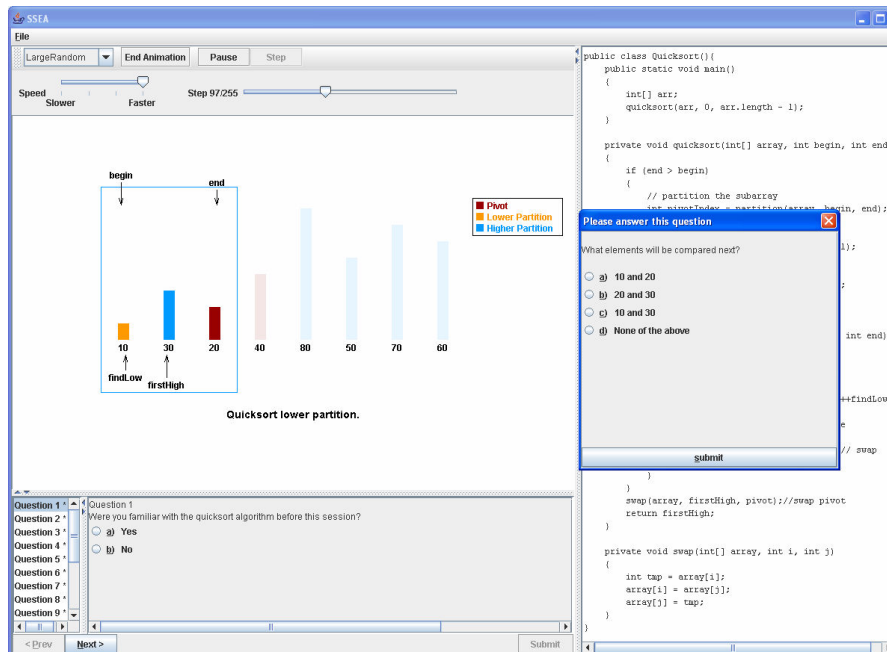 SSEA
File
LargeRandom End Animation Pause Step
Speed Slower Faster Step 97/255
begin
end
Pivot
Lower Partition
Higher Partition
10 30 20 40 80 50 70 60
findLow
firstHigh
Quicksort lower partition.
Question 1 *
Question 2 *
Question 3 *
Question 4 *
Question 5 *
Question 6 *
Question 7 *
Question 8 *
Question 9 *
Question 1
Were you familiar with the quicksort algorithm before this session?
a) Yes
b) No
< Prev Next > Submit
public class Quicksort(){
public static void main()
{
int[] arr;
quicksort(arr, 0, arr.length - 1);
}
private void quicksort(int[] array, int begin, int end
{
if (end > begin)
{
// partition the subarray
int pivotIndex = partition(array, begin, end);
l);
;
Please answer this question
What elements will be compared next?
a) 10 and 20
b) 20 and 30
c) 10 and 30
d) None of the above
submit
int end)
++findLow
e
// swap
}
}
swap(array, firstHigh, pivot);//swap pivot
return firstHigh;
}
private void swap(int[] array, int i, int j)
{
int tmp = array[i];
array[i] = array[j];
array[j] = tmp;
}
}